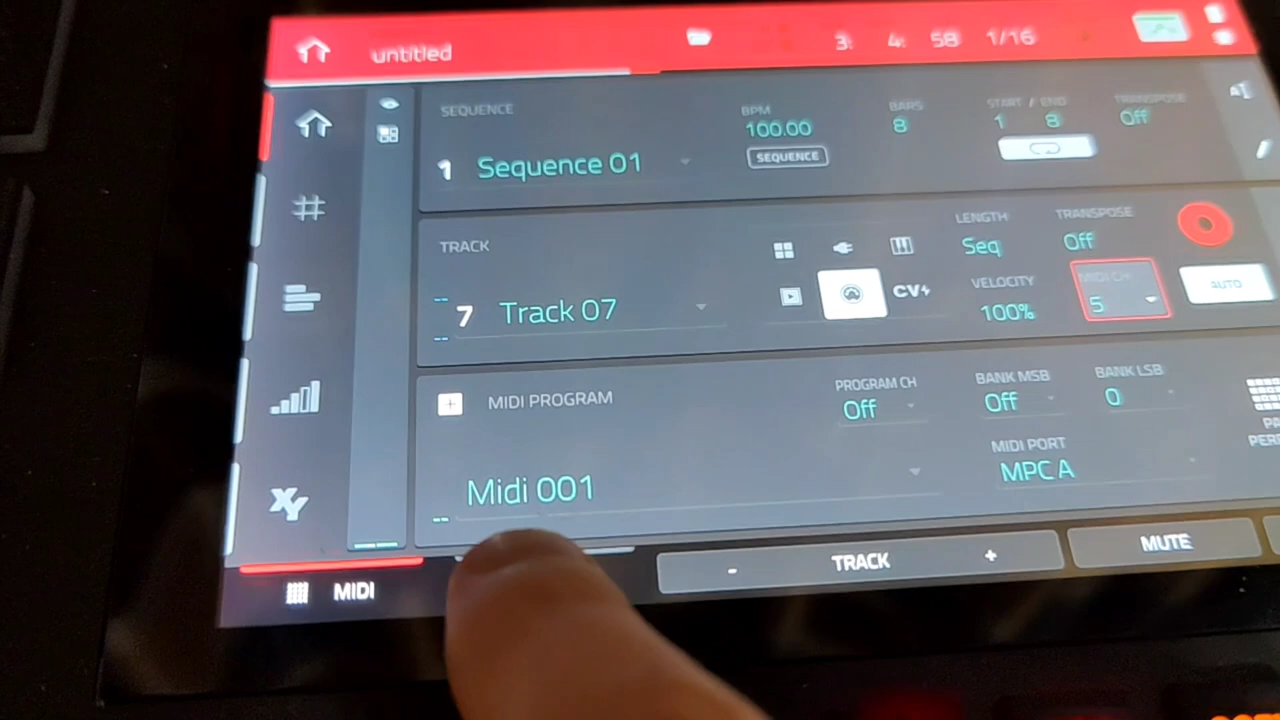 untitled 3: 4: 58 1/16
SEQUENCE BPM BARS START / END TRANSPOSE
1 Sequence 01 100.00 8 1 8 Off
SEQUENCE
TRACK LENGTH TRANSPOSE
Seq Off
7 Track 07 CV VELOCITY MIDI CH
100% 5 AUTO
MIDI PROGRAM PROGRAM CH BANK MSB BANK LSB
Off Off 0
MIDI PORT
Midi 001 MPC A
XY
MIDI - TRACK + MUTE